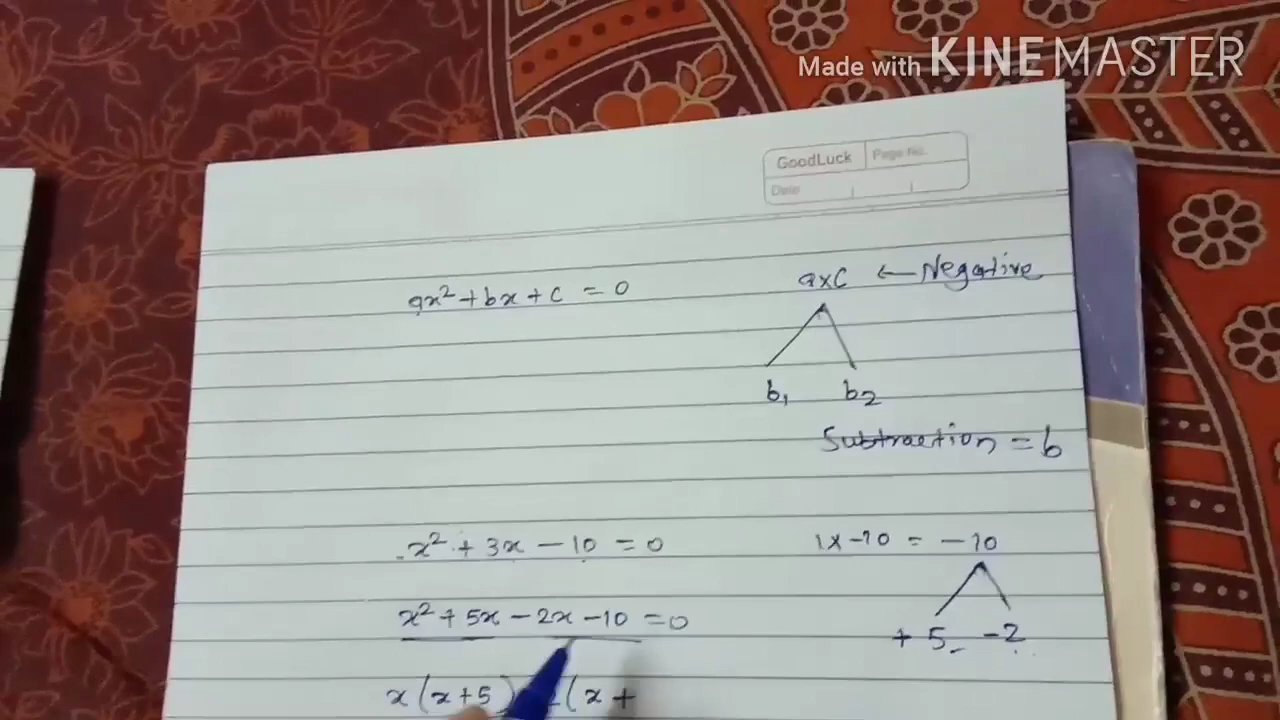 Made with KINEMASTER
GoodLuck Page No.
Date
ax² + bx + c = 0
a×c ← Negative
b₁ b₂
Subtraction = b
x² + 3x − 10 = 0
1×-10 = −10
x² + 5x − 2x − 10 = 0
+5 −2
x(x+5) (x +